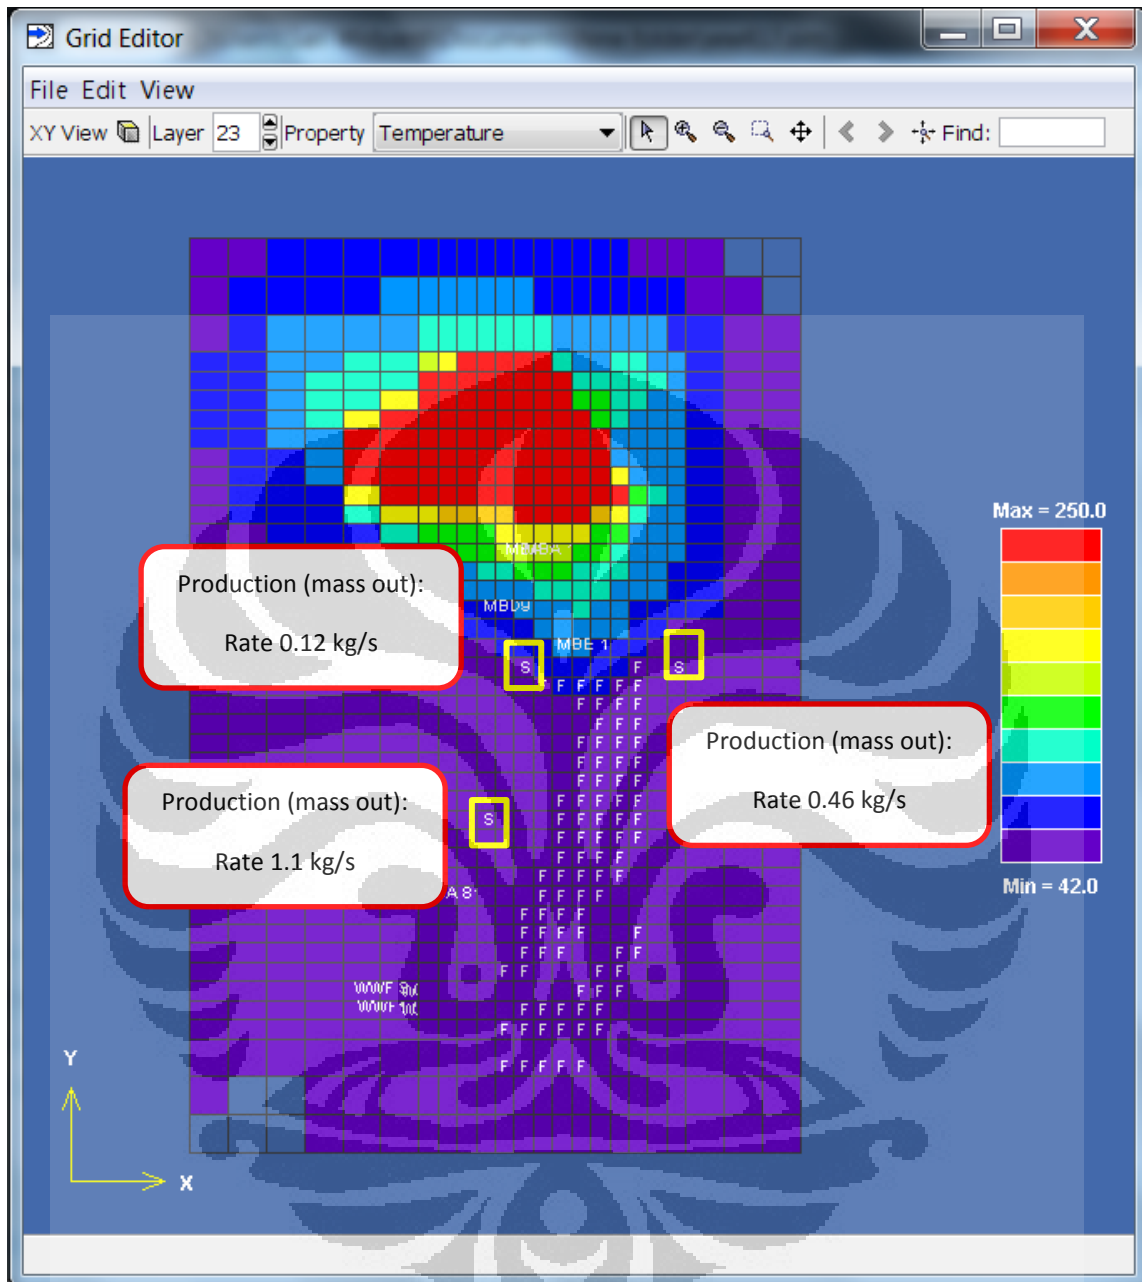 Grid Editor
File Edit View
XY View Layer 23 Property Temperature Find:
Max = 250.0
Production (mass out):
Rate 0.12 kg/s
MBD9
MBE 1
S F S
F F F F F
F F F F
F F F
F F F F
Production (mass out):
Rate 0.46 kg/s
F F F F
F F F F
Production (mass out):
Rate 1.1 kg/s
F F F F F
S F F F F F
F F F F F
F F F F
F F F F F
Min = 42.0
A 8
F F F F
F F F F
F F F F F
F F F F F
F F F F
F F F
F F F F F
F F F F F F
F F F F F
Y
X